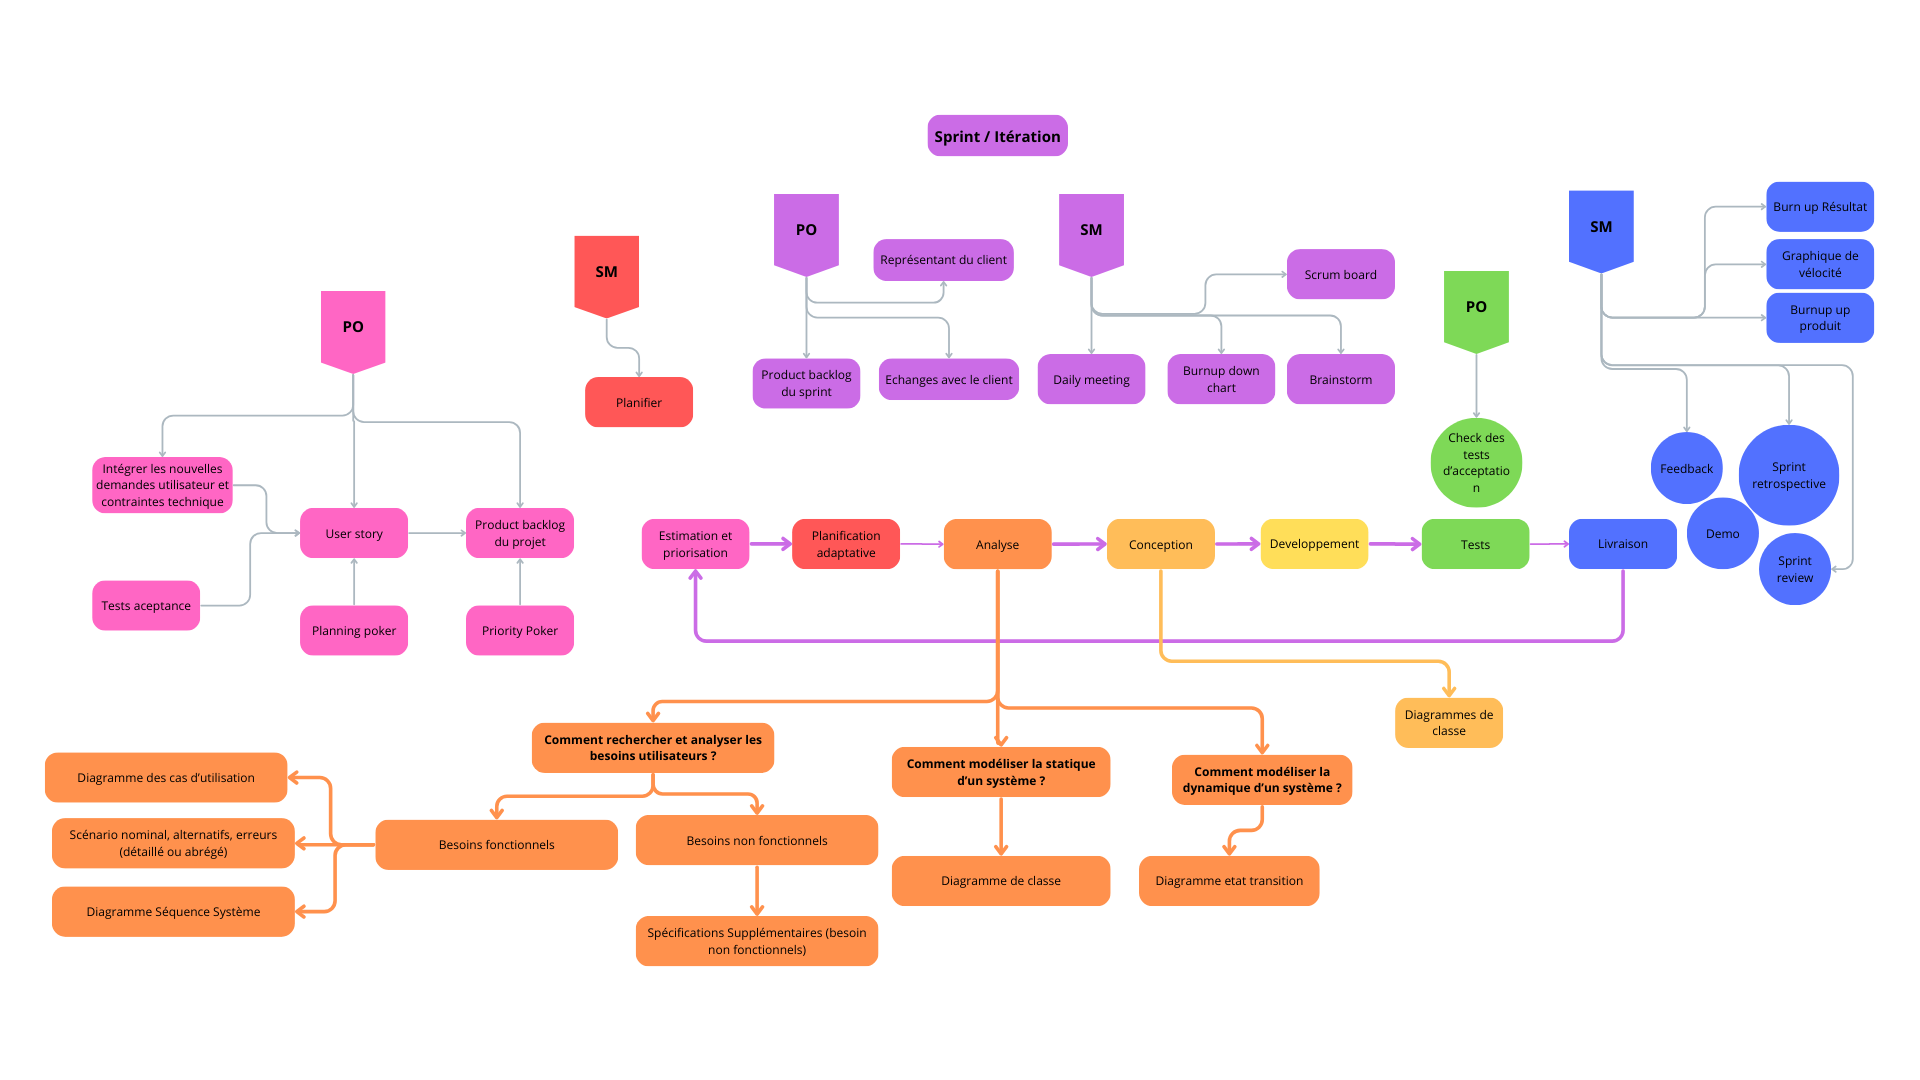 Sprint / Itération
PO
SM
PO
SM
PO
SM
Burn up Résultat
Graphique de
vélocité
Burnup up
produit
Représentant du client
Scrum board
Planifier
Product backlog
du sprint
Echanges avec le client
Daily meeting
Burnup down
chart
Brainstorm
Check des
tests
d'acceptatio
n
Feedback
Sprint
retrospective
Demo
Sprint
review
Intégrer les nouvelles
demandes utilisateur et
contraintes technique
User story
Product backlog
du projet
Tests aceptance
Planning poker
Priority Poker
Estimation et
priorisation
Planification
adaptative
Analyse
Conception
Developpement
Tests
Livraison
Diagrammes de
classe
Comment rechercher et analyser les
besoins utilisateurs ?
Comment modéliser la statique
d'un système ?
Comment modéliser la
dynamique d'un système ?
Diagramme des cas d'utilisation
Scénario nominal, alternatifs, erreurs
(détaillé ou abrégé)
Diagramme Séquence Système
Besoins fonctionnels
Besoins non fonctionnels
Diagramme de classe
Diagramme etat transition
Spécifications Supplémentaires (besoin
non fonctionnels)